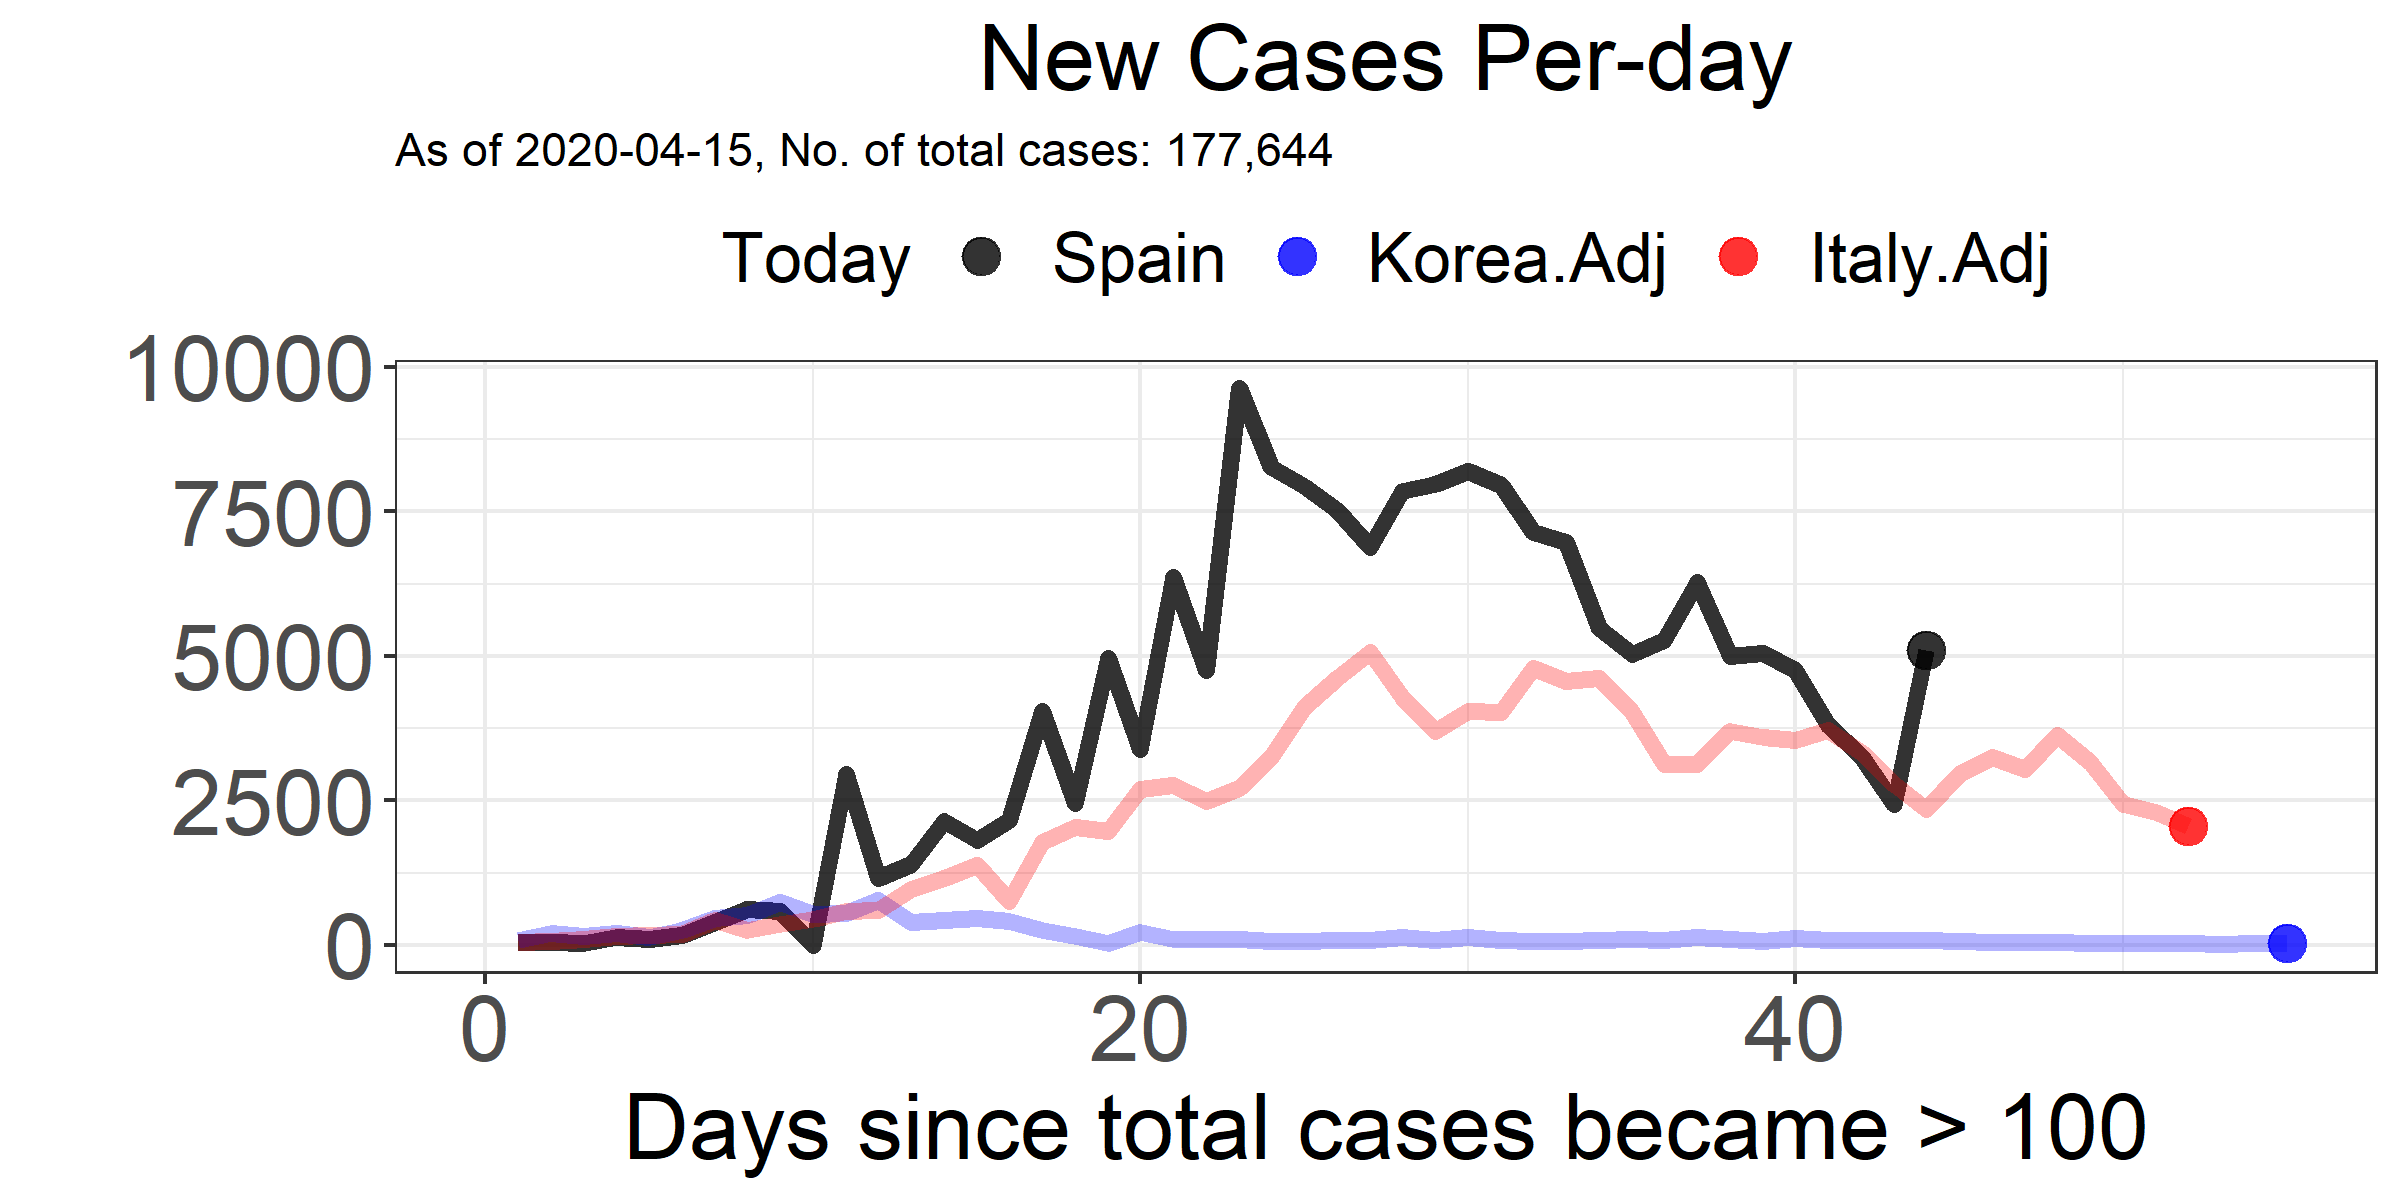 New Cases Per-day
As of 2020-04-15, No. of total cases: 177,644
Today Spain Korea.Adj Italy.Adj
10000
7500
5000
2500
0
0 20 40
Days since total cases became > 100